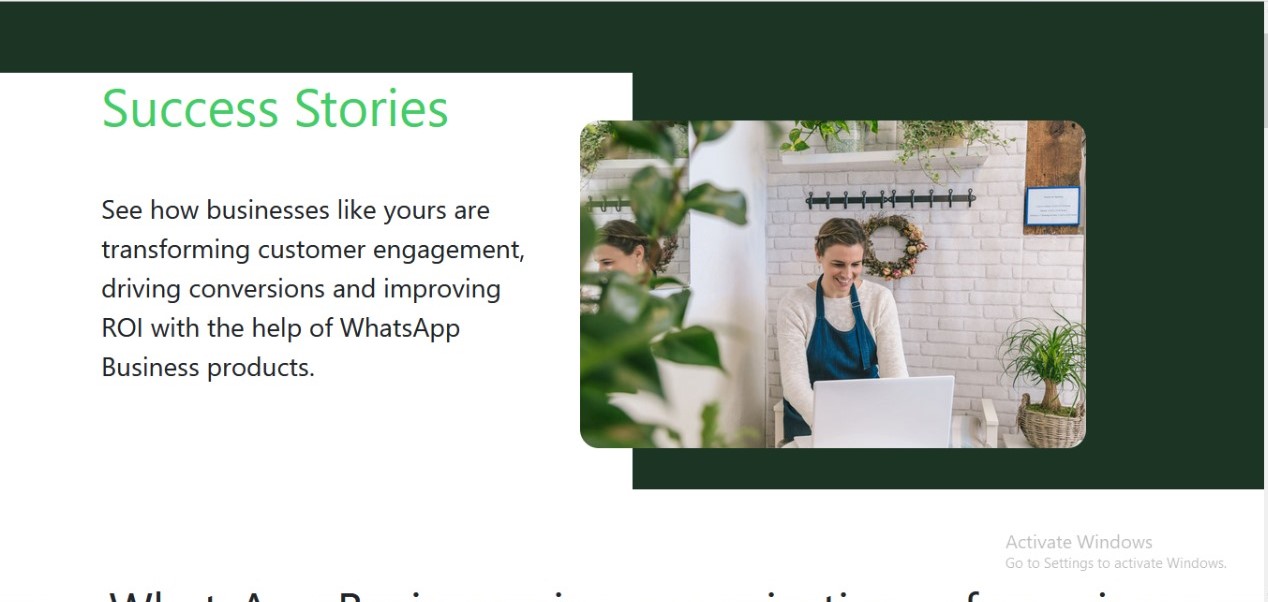 Success Stories
See how businesses like yours are
transforming customer engagement,
driving conversions and improving
ROI with the help of WhatsApp
Business products.
Activate Windows
Go to Settings to activate Windows.